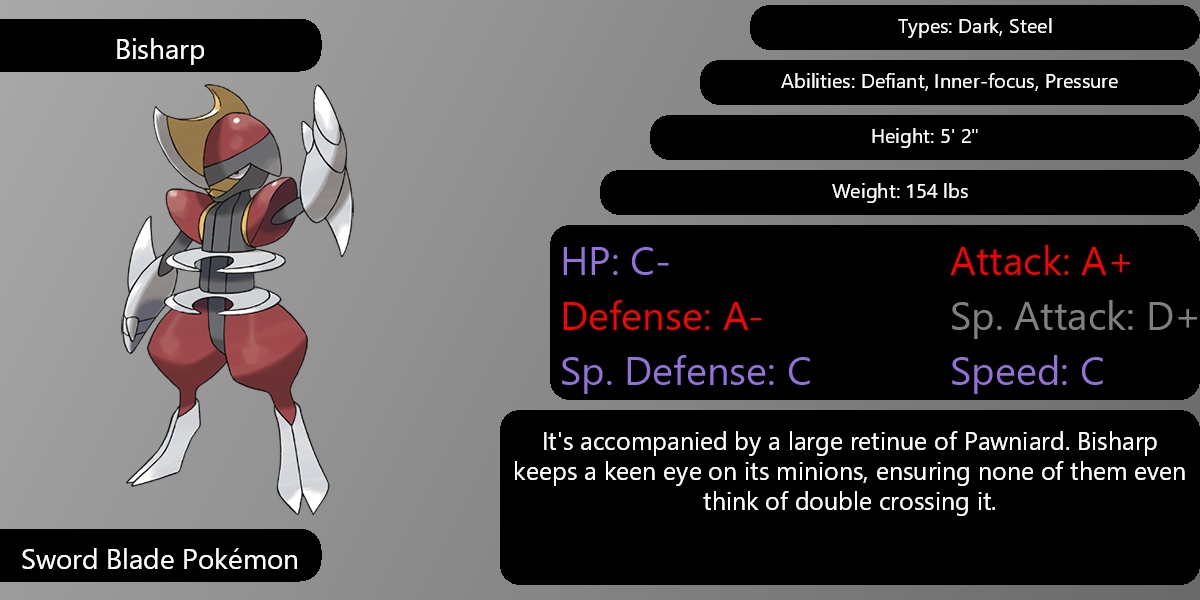 Bisharp
Types: Dark, Steel
Abilities: Defiant, Inner-focus, Pressure
Height: 5' 2"
Weight: 154 lbs
HP: C-
Attack: A+
Defense: A-
Sp. Attack: D+
Sp. Defense: C
Speed: C
It's accompanied by a large retinue of Pawniard. Bisharp
keeps a keen eye on its minions, ensuring none of them even
think of double crossing it.
Sword Blade Pokémon